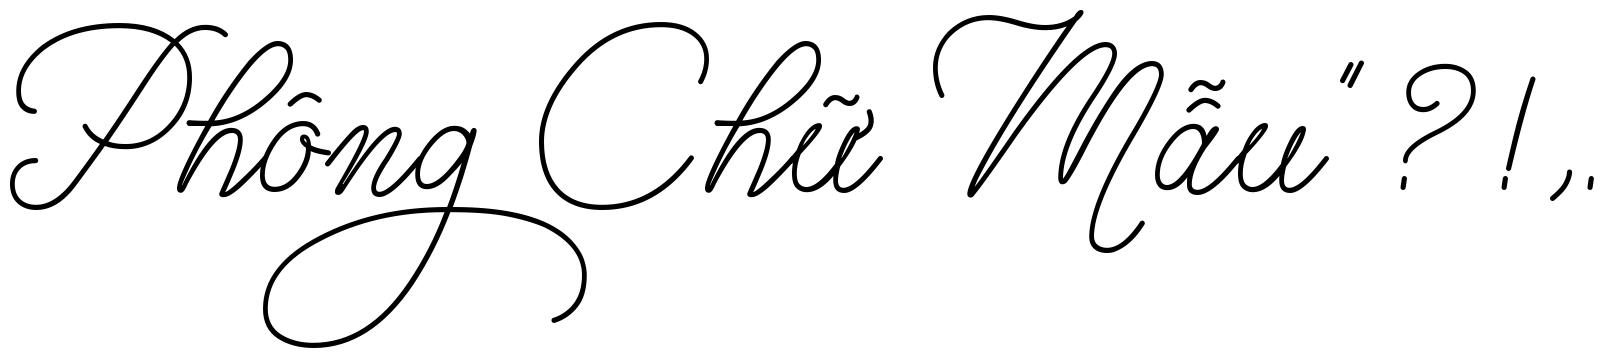 Phông Chữ Mẫu " ? ! , .